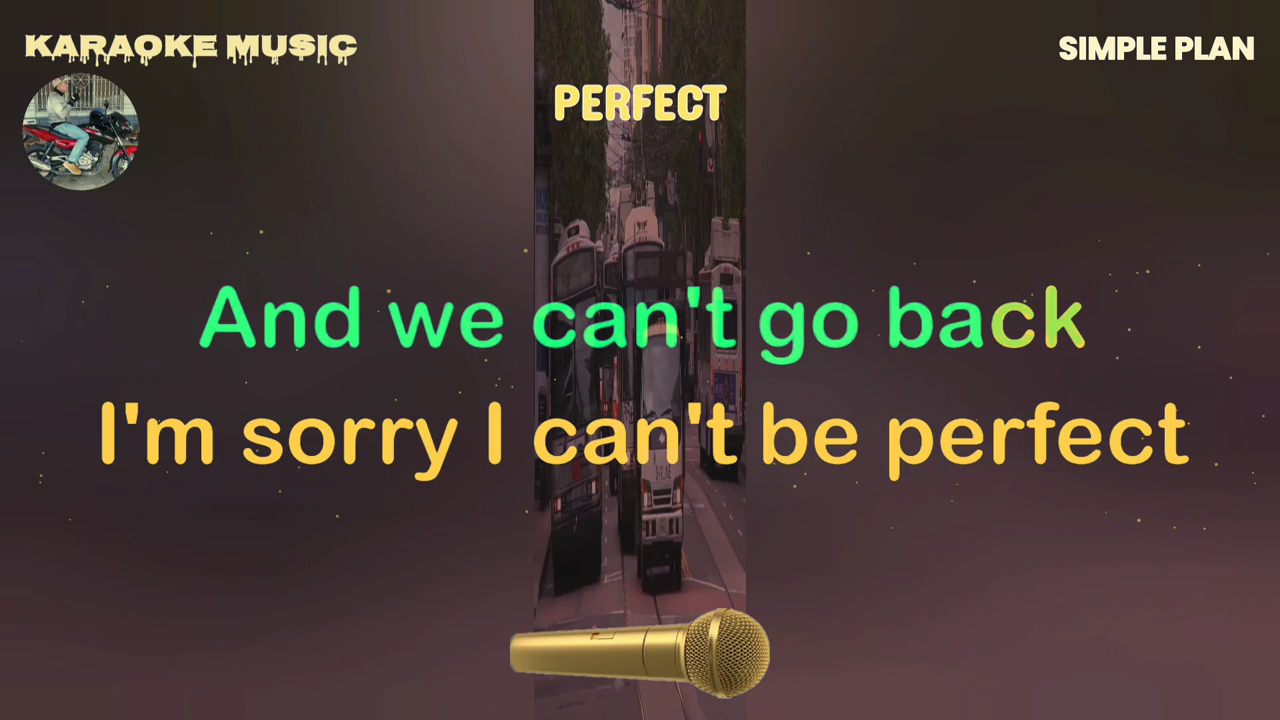 KARAOKE MUSIC
SIMPLE PLAN
PERFECT
And we can't go back
I'm sorry I can't be perfect